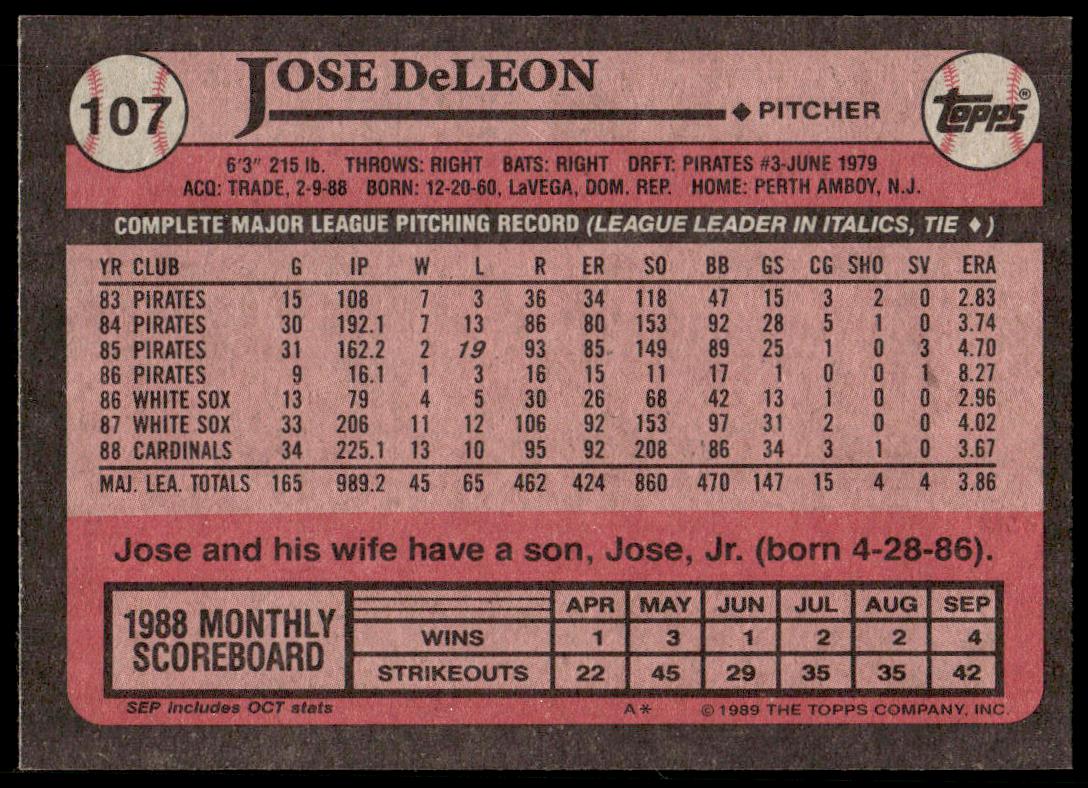 107
JOSE DeLEON
PITCHER
topps®
6'3" 215 lb. THROWS: RIGHT BATS: RIGHT DRFT: PIRATES #3-JUNE 1979
ACQ: TRADE, 2-9-88 BORN: 12-20-60, LaVEGA, DOM. REP. HOME: PERTH AMBOY, N.J.
COMPLETE MAJOR LEAGUE PITCHING RECORD (LEAGUE LEADER IN ITALICS, TIE ♦)
YR CLUB G IP W L R ER SO BB GS CG SHO SV ERA
83 PIRATES 15 108 7 3 36 34 118 47 15 3 2 0 2.83
84 PIRATES 30 192.1 7 13 86 80 153 92 28 5 1 0 3.74
85 PIRATES 31 162.2 2 19 93 85 149 89 25 1 0 3 4.70
86 PIRATES 9 16.1 1 3 16 15 11 17 1 0 0 1 8.27
86 WHITE SOX 13 79 4 5 30 26 68 42 13 1 0 0 2.96
87 WHITE SOX 33 206 11 12 106 92 153 97 31 2 0 0 4.02
88 CARDINALS 34 225.1 13 10 95 92 208 86 34 3 1 0 3.67
MAJ. LEA. TOTALS 165 989.2 45 65 462 424 860 470 147 15 4 4 3.86
Jose and his wife have a son, Jose, Jr. (born 4-28-86).
1988 MONTHLY
SCOREBOARD
APR MAY JUN JUL AUG SEP
WINS 1 3 1 2 2 4
STRIKEOUTS 22 45 29 35 35 42
SEP includes OCT stats
A* ©1989 THE TOPPS COMPANY, INC.